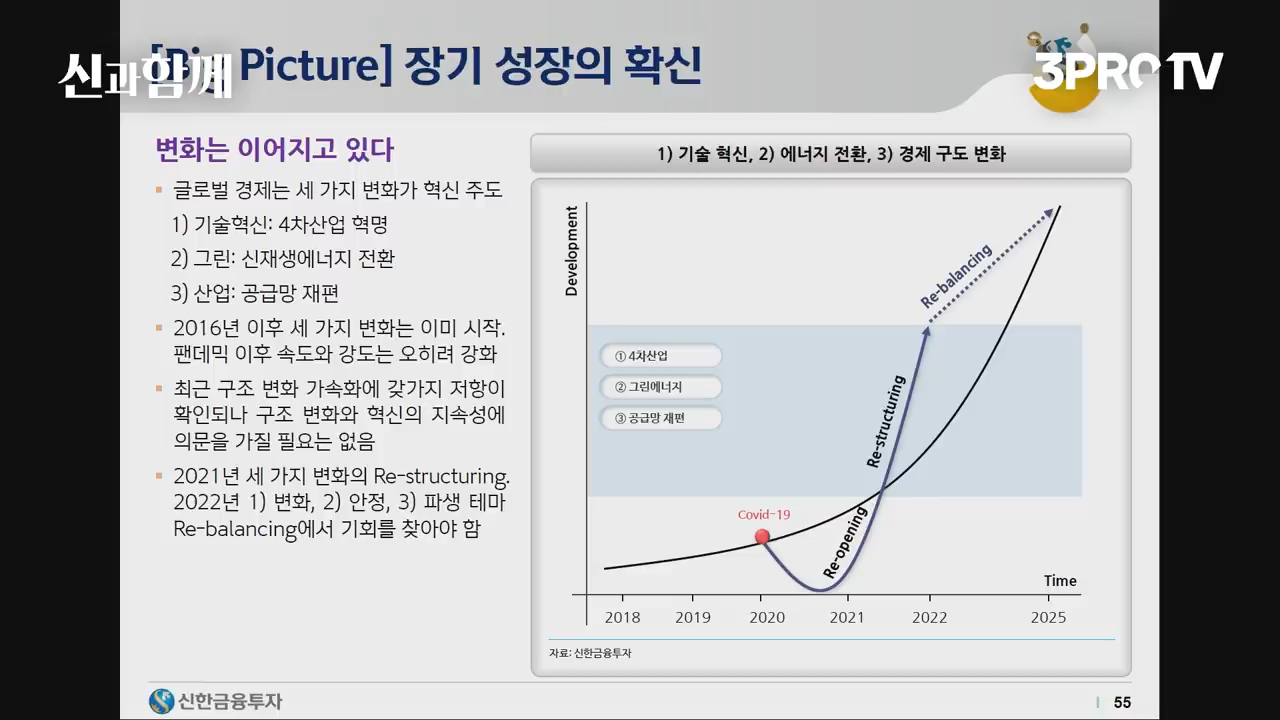 신과함께
Picture] 장기 성장의 확신
3PROTV
변화는 이어지고 있다
1) 기술 혁신, 2) 에너지 전환, 3) 경제 구도 변화
▪ 글로벌 경제는 세 가지 변화가 혁신 주도
1) 기술혁신: 4차산업 혁명
2) 그린: 신재생에너지 전환
3) 산업: 공급망 재편
▪ 2016년 이후 세 가지 변화는 이미 시작.
팬데믹 이후 속도와 강도는 오히려 강화
▪ 최근 구조 변화 가속화에 갖가지 저항이
확인되나 구조 변화와 혁신의 지속성에
의문을 가질 필요는 없음
▪ 2021년 세 가지 변화의 Re-structuring.
2022년 1) 변화, 2) 안정, 3) 파생 테마
Re-balancing에서 기회를 찾아야 함
Development
Re-balancing
① 4차산업
② 그린에너지
③ 공급망 재편
Re-structuring
Covid-19
Re-opening
Time
2018 2019 2020 2021 2022 2025
자료: 신한금융투자
신한금융투자
55